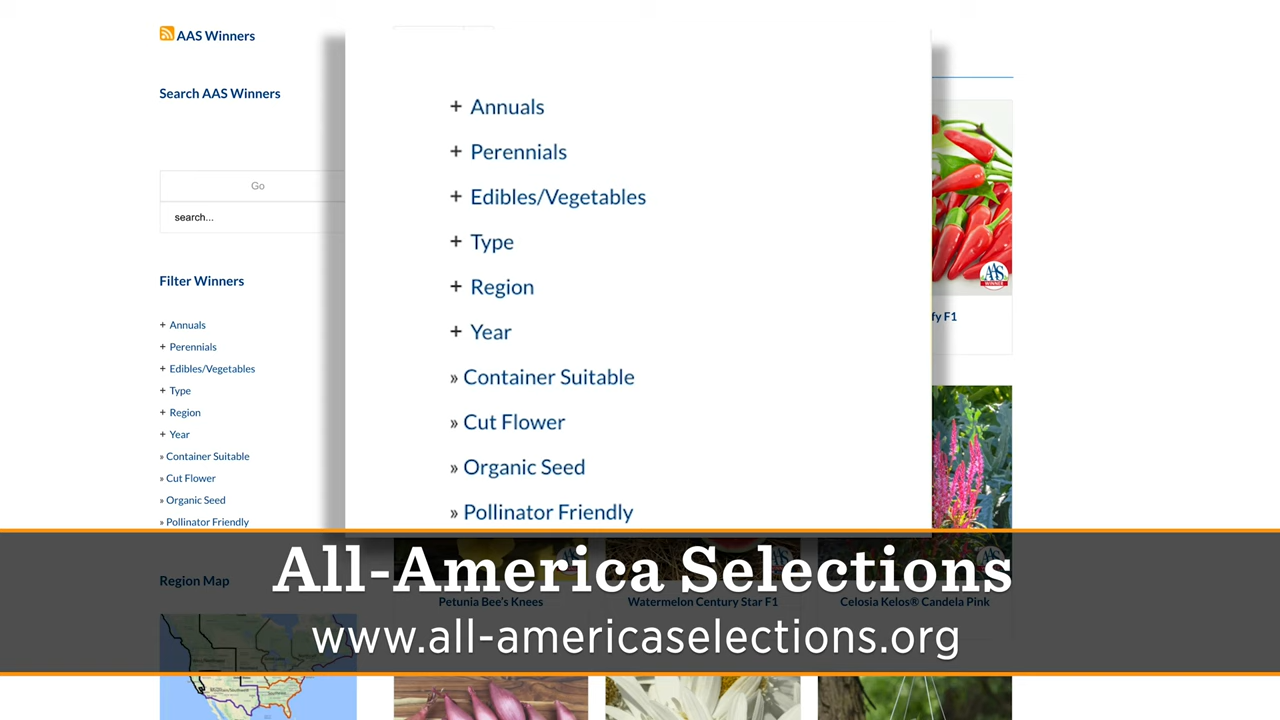 AAS Winners
Search AAS Winners
Go
search...
Filter Winners
+ Annuals
+ Perennials
+ Edibles/Vegetables
+ Type
+ Region
+ Year
» Container Suitable
» Cut Flower
» Organic Seed
» Pollinator Friendly
Region Map
+ Annuals
+ Perennials
+ Edibles/Vegetables
+ Type
+ Region
+ Year
» Container Suitable
» Cut Flower
» Organic Seed
» Pollinator Friendly
AAS
WINNER
fy F1
Petunia Bee's Knees
Watermelon Century Star F1
Celosia Kelos® Candela Pink
All-America Selections
www.all-americaselections.org